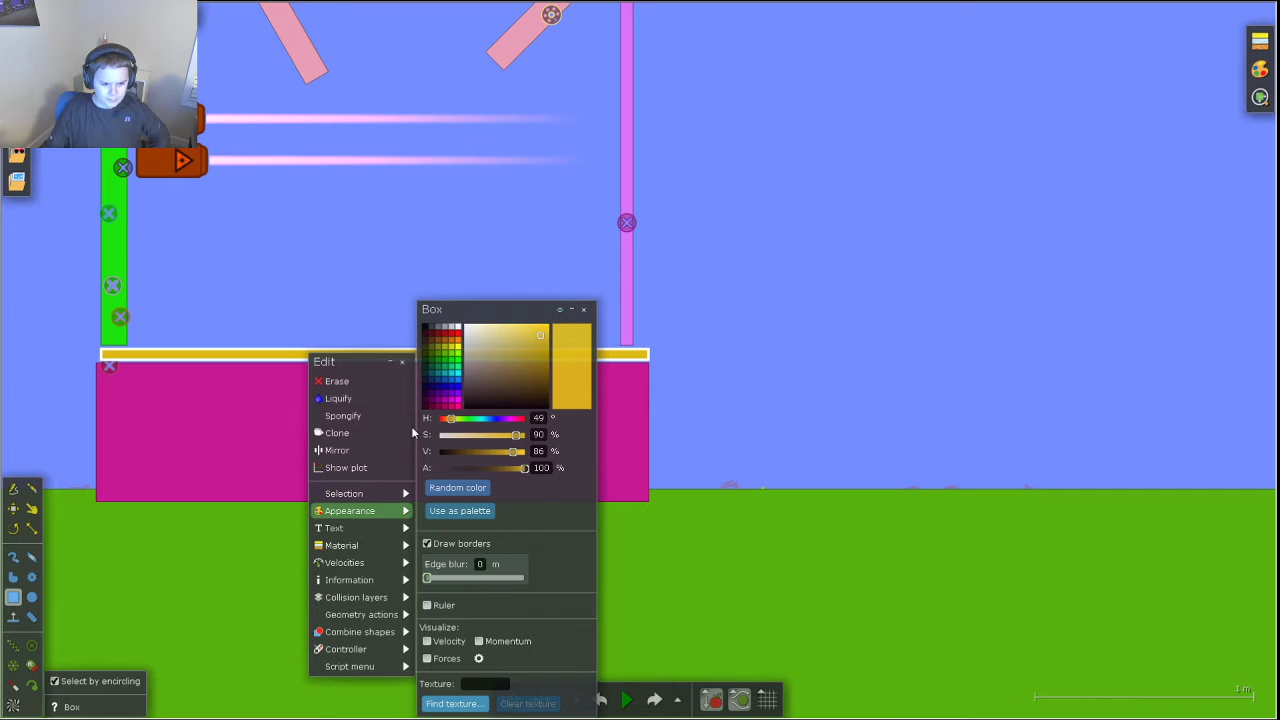 Box
Edit
Erase
Liquify
Spongify
H: 49 °
Clone
S: 90 %
Mirror
V: 86 %
Show plot
A: 100 %
Random color
Selection
Appearance
Use as palette
Text
Material
Draw borders
Velocities
Edge blur: 0 m
Information
Collision layers
Ruler
Geometry actions
Visualize:
Combine shapes
Velocity
Momentum
Controller
Forces
Script menu
Texture:
Find texture...
Clear texture
Select by encircling
Box
1 m